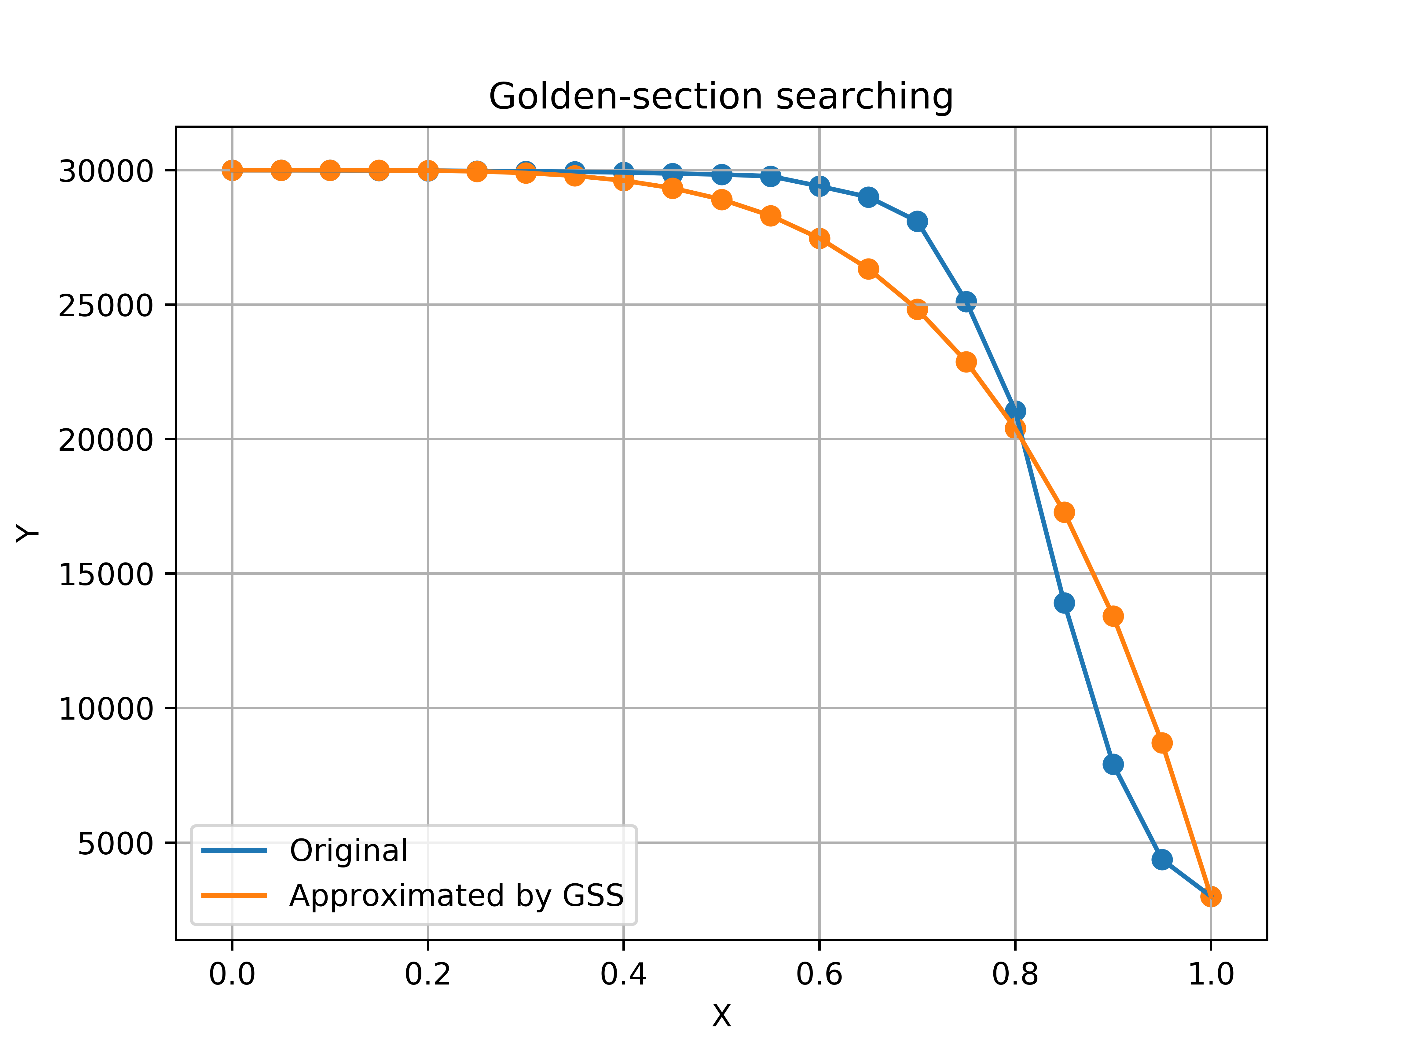 Golden-section searching
30000
25000
20000
15000
10000
5000
Y
Original
Approximated by GSS
0.0 0.2 0.4 0.6 0.8 1.0
X